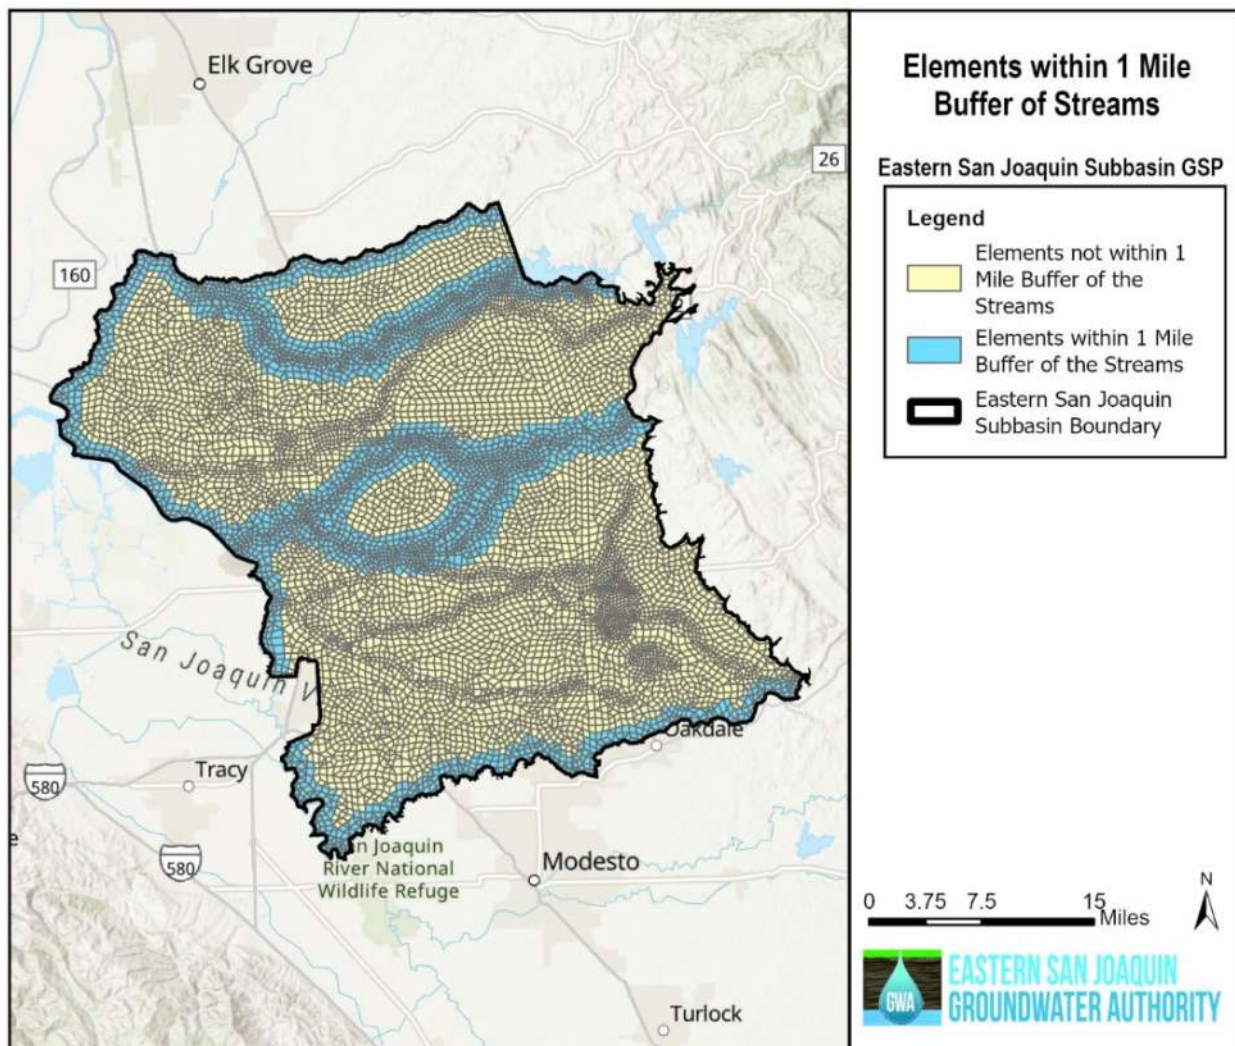 Elk Grove
26
160
San Joaquin V
Oakdale
Tracy
580
580
n Joaquin
River National
Wildlife Refuge
Modesto
Turlock
e
Elements within 1 Mile
Buffer of Streams
Eastern San Joaquin Subbasin GSP
Legend
Elements not within 1
Mile Buffer of the
Streams
Elements within 1 Mile
Buffer of the Streams
Eastern San Joaquin
Subbasin Boundary
N
0 3.75 7.5 15
Miles
GWA
EASTERN SAN JOAQUIN
GROUNDWATER AUTHORITY